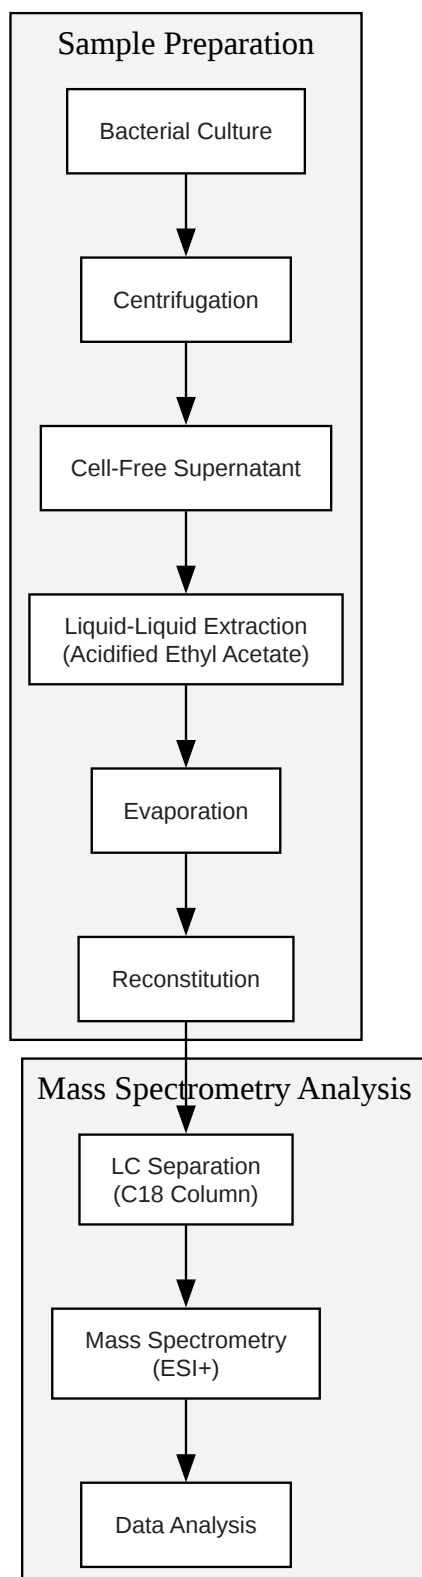 Sample Preparation
Bacterial Culture
Centrifugation
Cell-Free Supernatant
Liquid-Liquid Extraction
(Acidified Ethyl Acetate)
Evaporation
Reconstitution
Mass Spectrometry Analysis
LC Separation
(C18 Column)
Mass Spectrometry
(ESI+)
Data Analysis